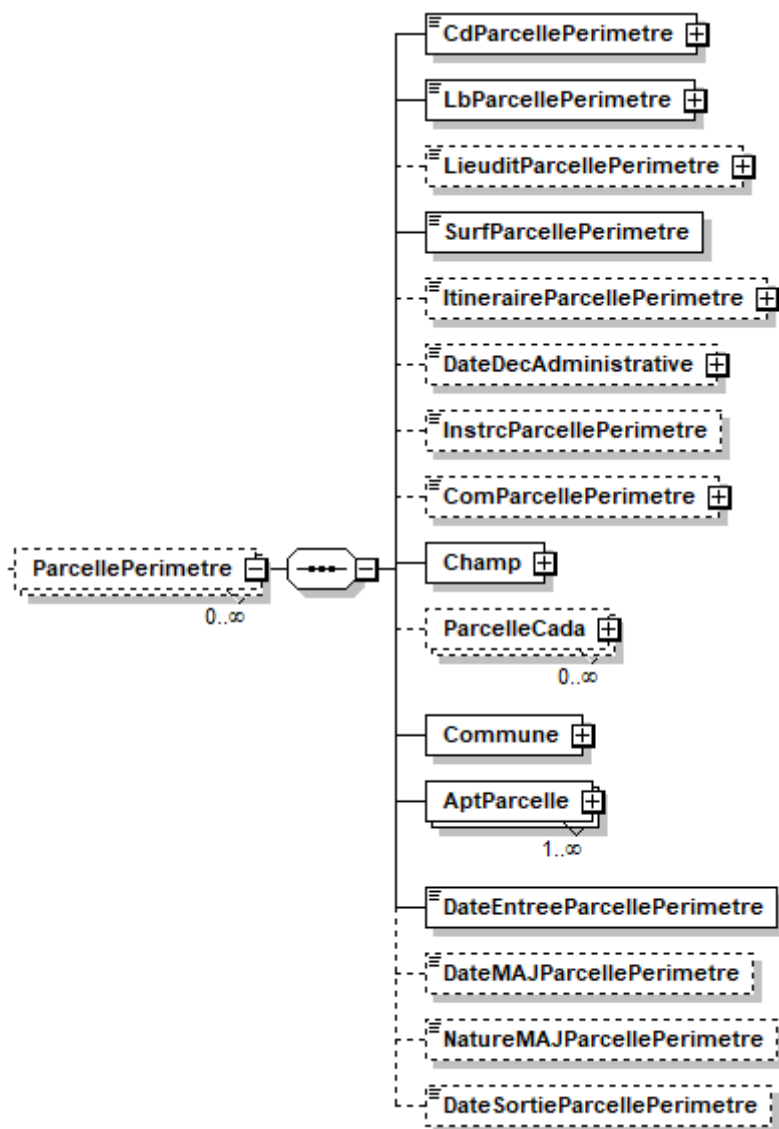 CdParcellePerimetre
LbParcellePerimetre
LieuditParcellePerimetre
SurfParcellePerimetre
ItineraireParcellePerimetre
DateDecAdministrative
InstrcParcellePerimetre
ComParcellePerimetre
ParcellePerimetre
0..∞
Champ
ParcelleCada
0..∞
Commune
AptParcelle
1..∞
DateEntreeParcellePerimetre
DateMAJParcellePerimetre
NatureMAJParcellePerimetre
DateSortieParcellePerimetre